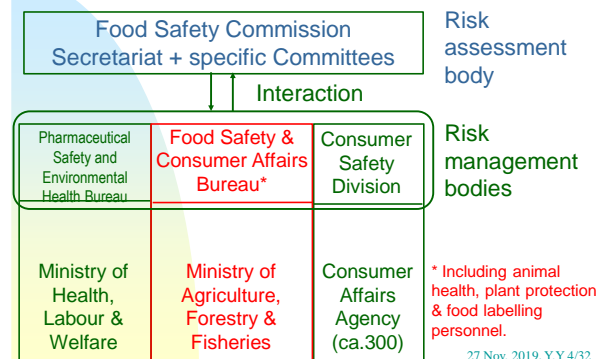 Food Safety Commission
Secretariat + specific Committees
Risk
assessment
body
Interaction
Pharmaceutical
Safety and
Environmental
Health Bureau
Food Safety &
Consumer Affairs
Bureau*
Consumer
Safety
Division
Risk
management
bodies
Ministry of
Health,
Labour &
Welfare
Ministry of
Agriculture,
Forestry &
Fisheries
Consumer
Affairs
Agency
(ca.300)
* Including animal
health, plant protection
& food labelling
personnel.
27 Nov. 2019, Y.Y 4/32